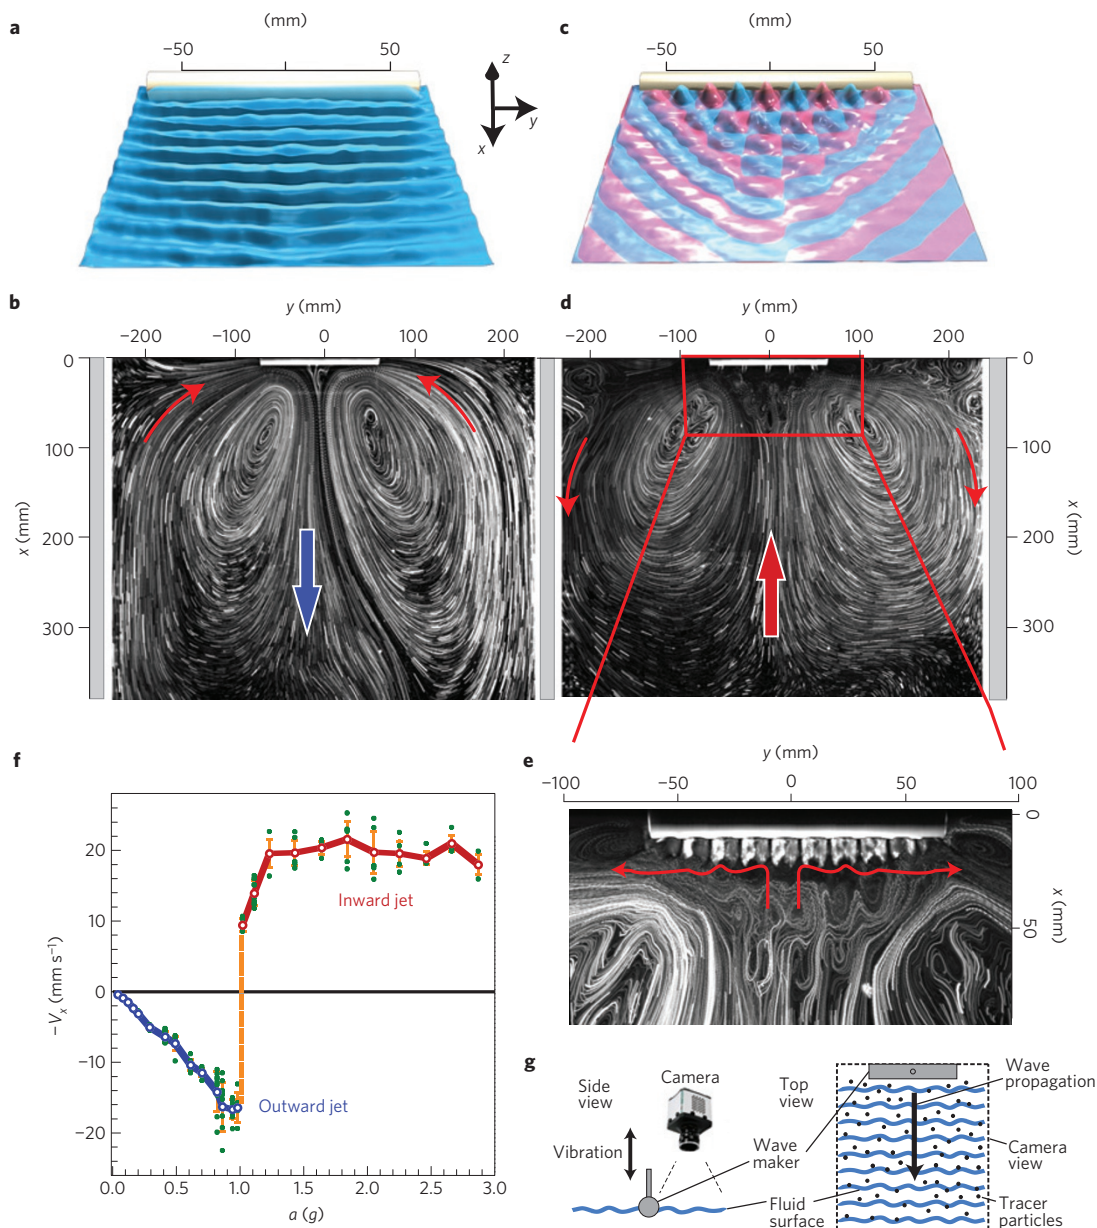 a
(mm)
−50
50
z
y
x
c
(mm)
−50
50
b
y (mm)
−200
−100
0
100
200
0
100
200
300
x (mm)
d
y (mm)
−200
−100
0
100
200
0
100
200
300
x (mm)
f
20
10
0
−10
−20
−Vx (mm s−1)
Inward jet
Outward jet
0
0.5
1.0
1.5
2.0
2.5
3.0
a (g)
e
y (mm)
−100
−50
0
50
100
0
50
x (mm)
g
Side
view
Camera
Vibration
Top
view
Wave
maker
Fluid
surface
Wave
propagation
Camera
view
Tracer
particles